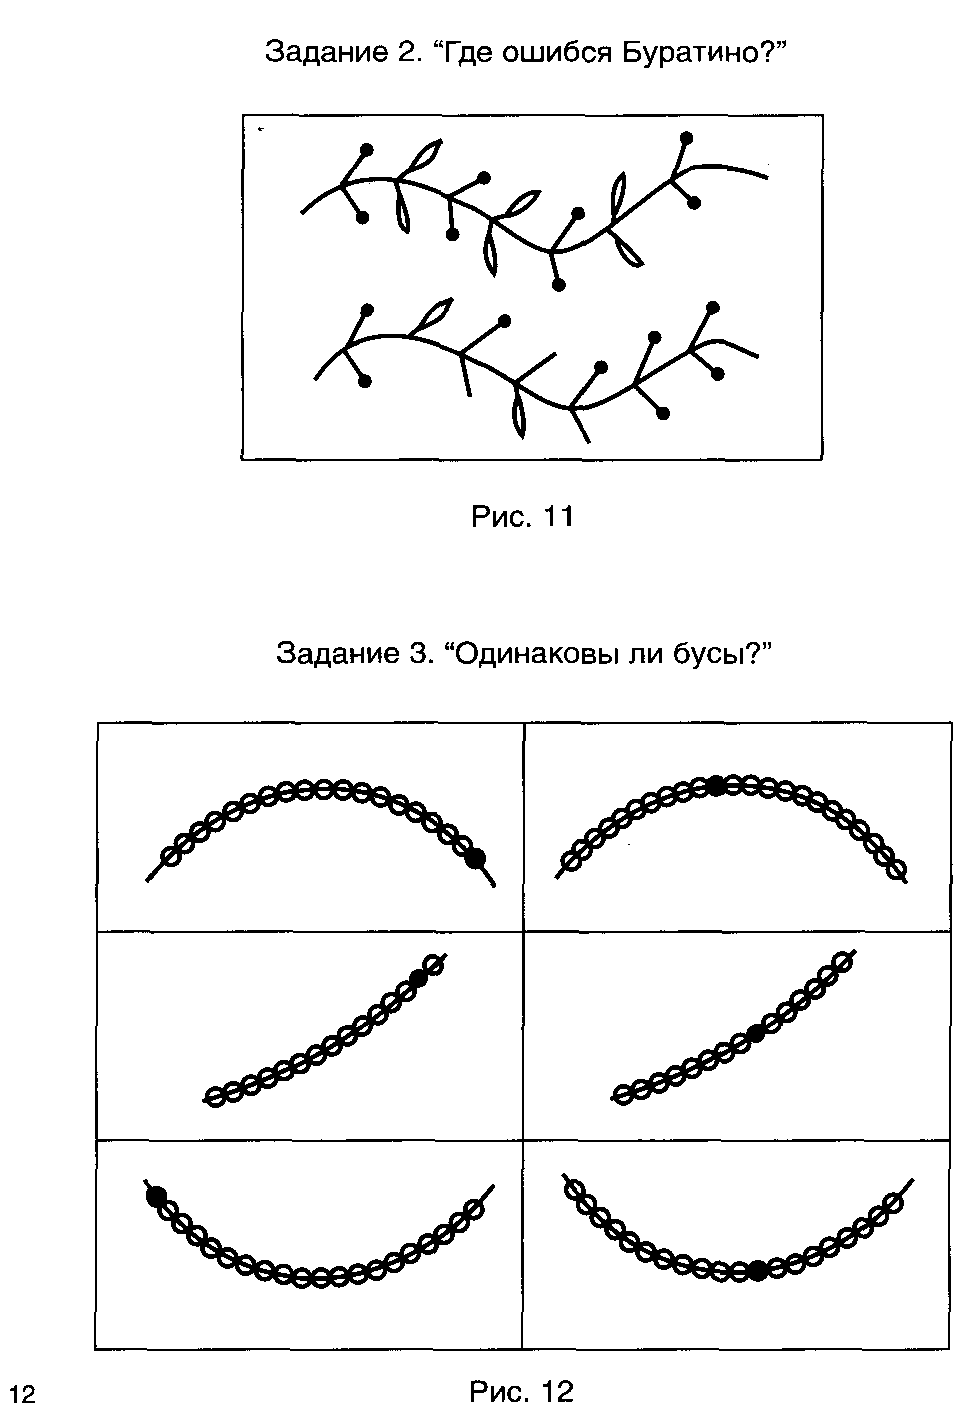 Задание 2. “Где ошибся Буратино?”
Рис. 11
Задание 3. “Одинаковы ли бусы?”
12
Рис. 12